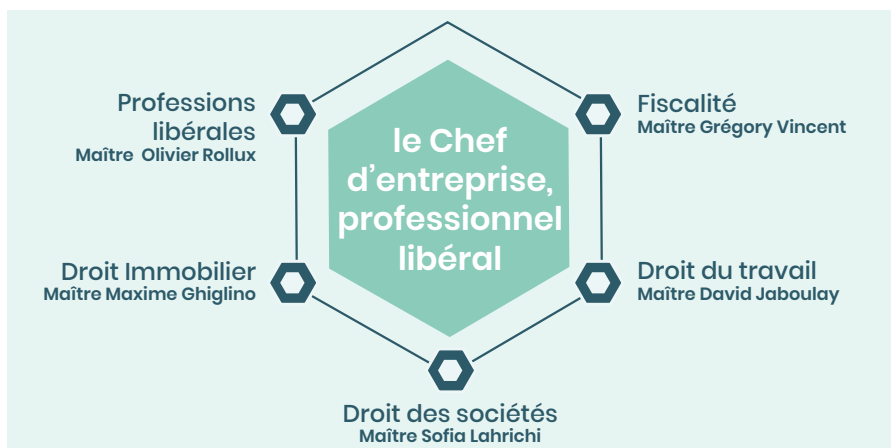 Professions
libérales
Maître Olivier Rollux
Fiscalité
Maître Grégory Vincent
le Chef
d'entreprise,
professionnel
libéral
Droit Immobilier
Maître Maxime Ghiglino
Droit du travail
Maître David Jaboulay
Droit des sociétés
Maître Sofia Lahrichi